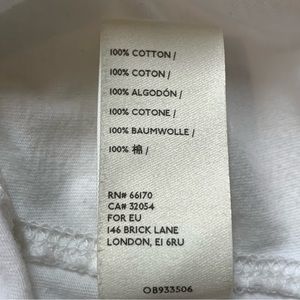 100% COTTON /
100% COTON /
100% ALGODÓN /
100% COTONE /
100% BAUMWOLLE /
100% 棉 /
RN# 66170
CA# 32054
FOR EU
146 BRICK LANE
LONDON, E1 6RU
OB933506